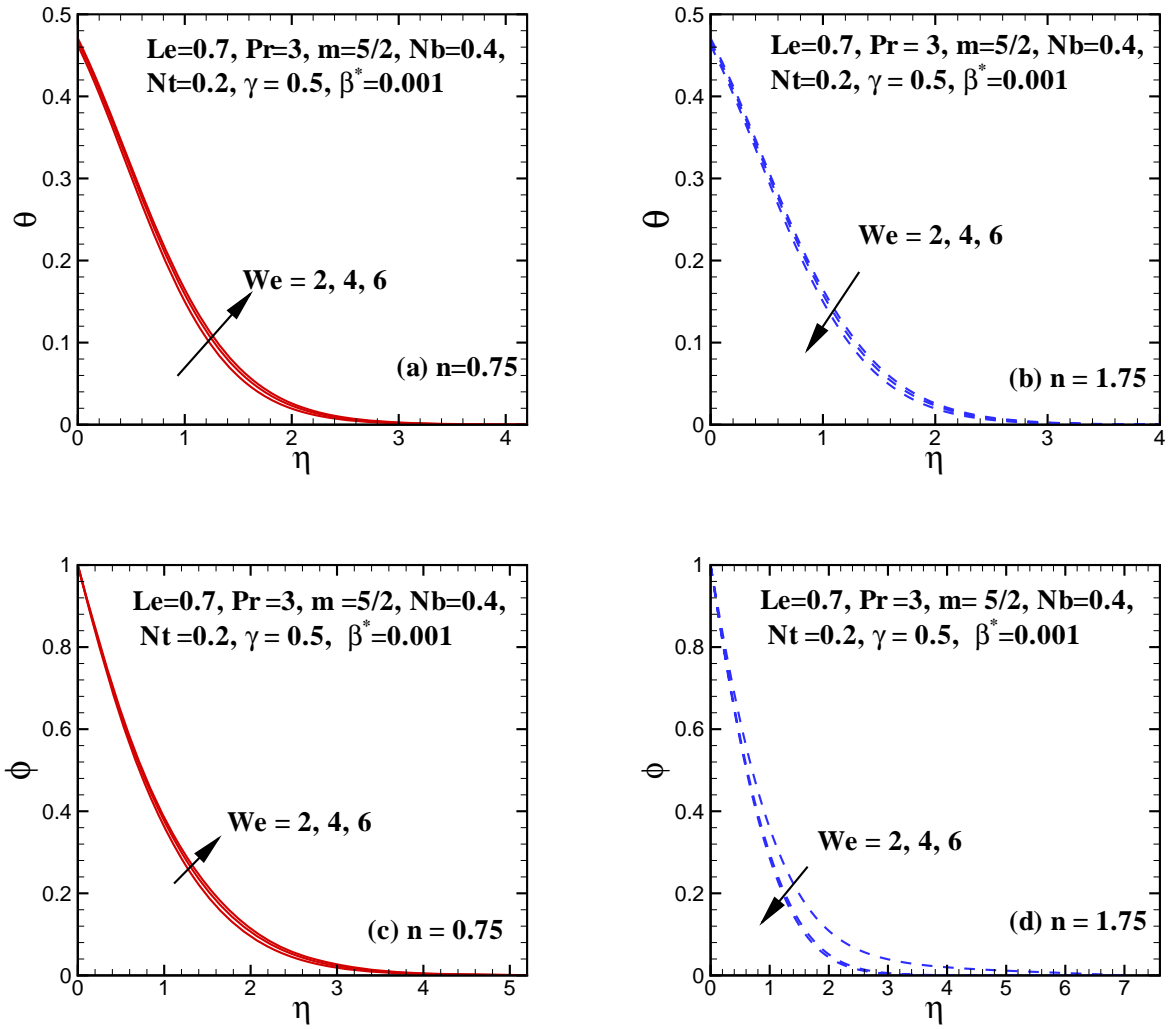 0.5
Le=0.7, Pr=3, m=5/2, Nb=0.4,
Nt=0.2, γ = 0.5, β*=0.001
0.4
0.3
θ
0.2
We = 2, 4, 6
0.1
(a) n=0.75
0
0 1 2 3 4
η
0.5
Le=0.7, Pr = 3, m=5/2, Nb=0.4,
Nt=0.2, γ = 0.5, β*=0.001
0.4
0.3
θ
We = 2, 4, 6
0.2
0.1
(b) n = 1.75
0
0 1 2 3 4
η
1
Le=0.7, Pr =3, m =5/2, Nb=0.4,
Nt =0.2, γ = 0.5, β*=0.001
0.8
0.6
ϕ
0.4
We = 2, 4, 6
0.2
(c) n = 0.75
0
0 1 2 3 4 5
η
1
Le=0.7, Pr =3, m= 5/2, Nb=0.4,
Nt =0.2, γ = 0.5, β*=0.001
0.8
0.6
ϕ
0.4
We = 2, 4, 6
0.2
(d) n = 1.75
0
0 1 2 3 4 5 6 7
η